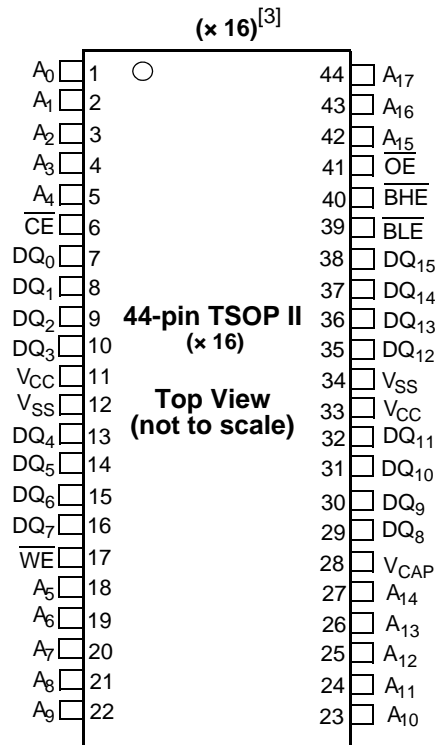 (× 16)[3]
A0 1 44 A17
A1 2 43 A16
A2 3 42 A15
A3 4 41 O̅E̅
A4 5 40 B̅H̅E̅
C̅E̅ 6 39 B̅L̅E̅
DQ0 7 38 DQ15
DQ1 8 37 DQ14
DQ2 9 36 DQ13
DQ3 10 35 DQ12
VCC 11 34 VSS
VSS 12 33 VCC
DQ4 13 32 DQ11
DQ5 14 31 DQ10
DQ6 15 30 DQ9
DQ7 16 29 DQ8
W̅E̅ 17 28 VCAP
A5 18 27 A14
A6 19 26 A13
A7 20 25 A12
A8 21 24 A11
A9 22 23 A10
44-pin TSOP II
(× 16)
Top View
(not to scale)